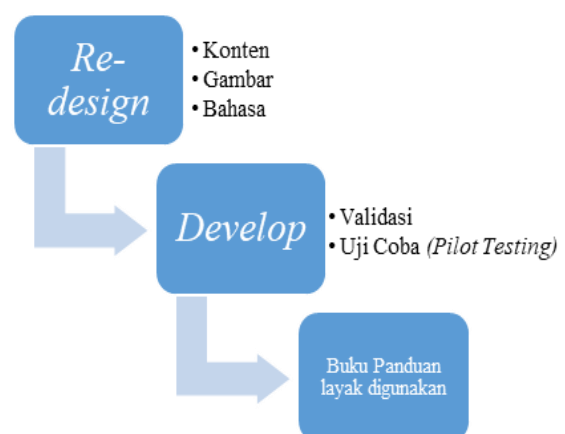 Re-
design
• Konten
• Gambar
• Bahasa
Develop
• Validasi
• Uji Coba (Pilot Testing)
Buku Panduan
layak digunakan